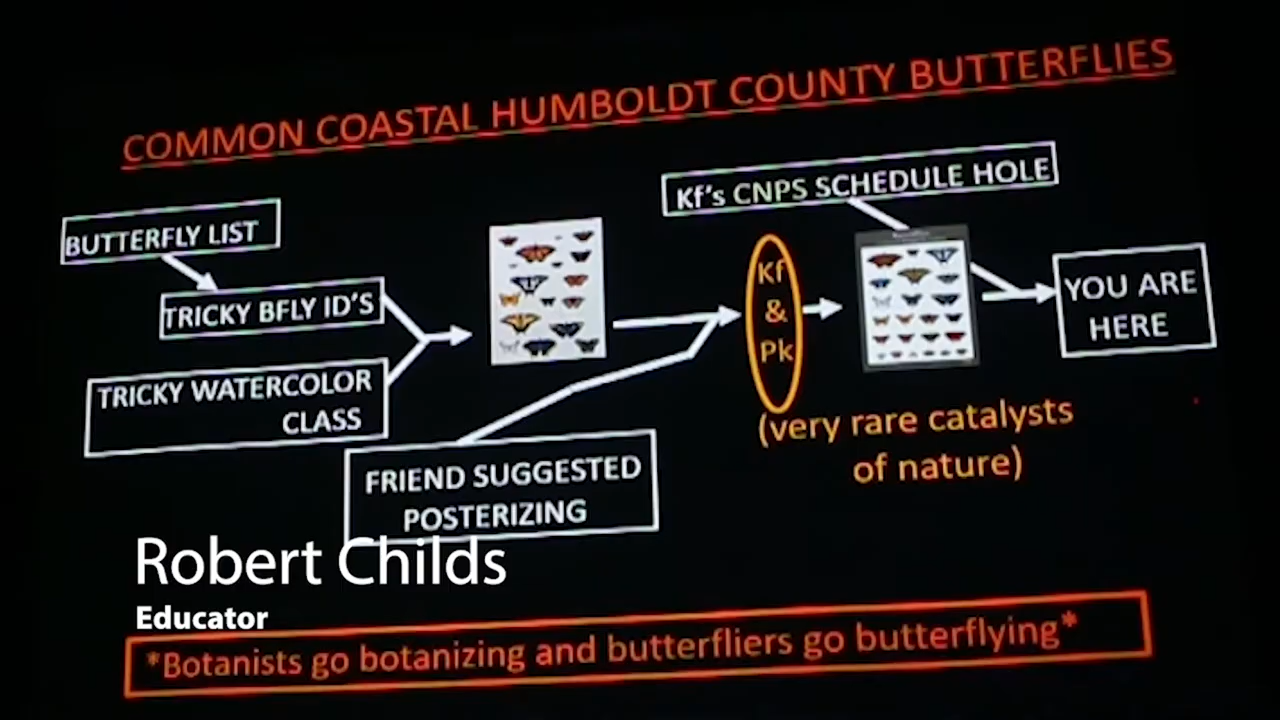 COMMON COASTAL HUMBOLDT COUNTY BUTTERFLIES
Kf's CNPS SCHEDULE HOLE
BUTTERFLY LIST
TRICKY BFLY ID'S
TRICKY WATERCOLOR
CLASS
Kf
&
Pk
YOU ARE
HERE
(very rare catalysts
of nature)
FRIEND SUGGESTED
POSTERIZING
Robert Childs
Educator
*Botanists go botanizing and butterfliers go butterflying*